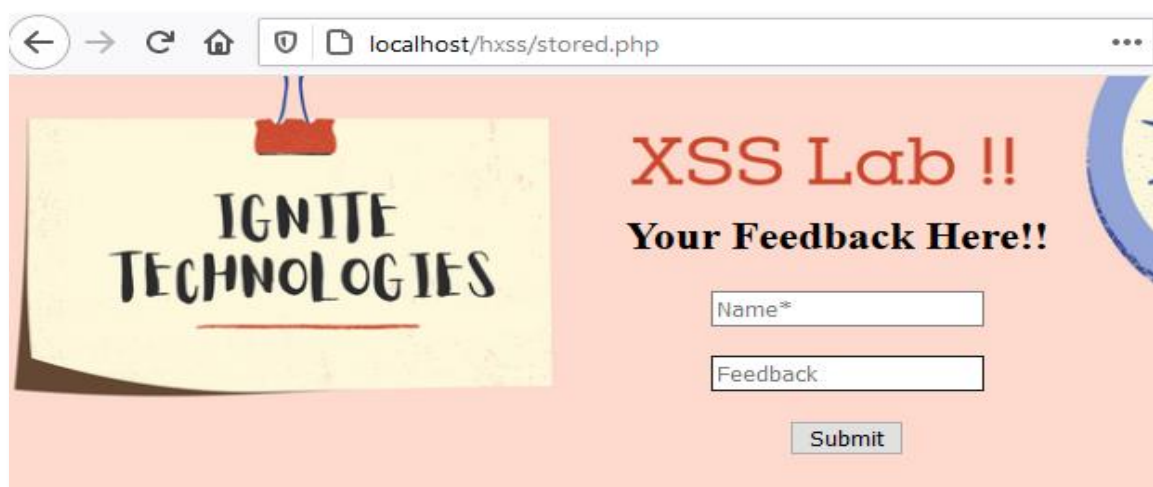 localhost/hxss/stored.php
IGNITE
TECHNOLOGIES
XSS Lab !!
Your Feedback Here!!
Name*
Feedback
Submit